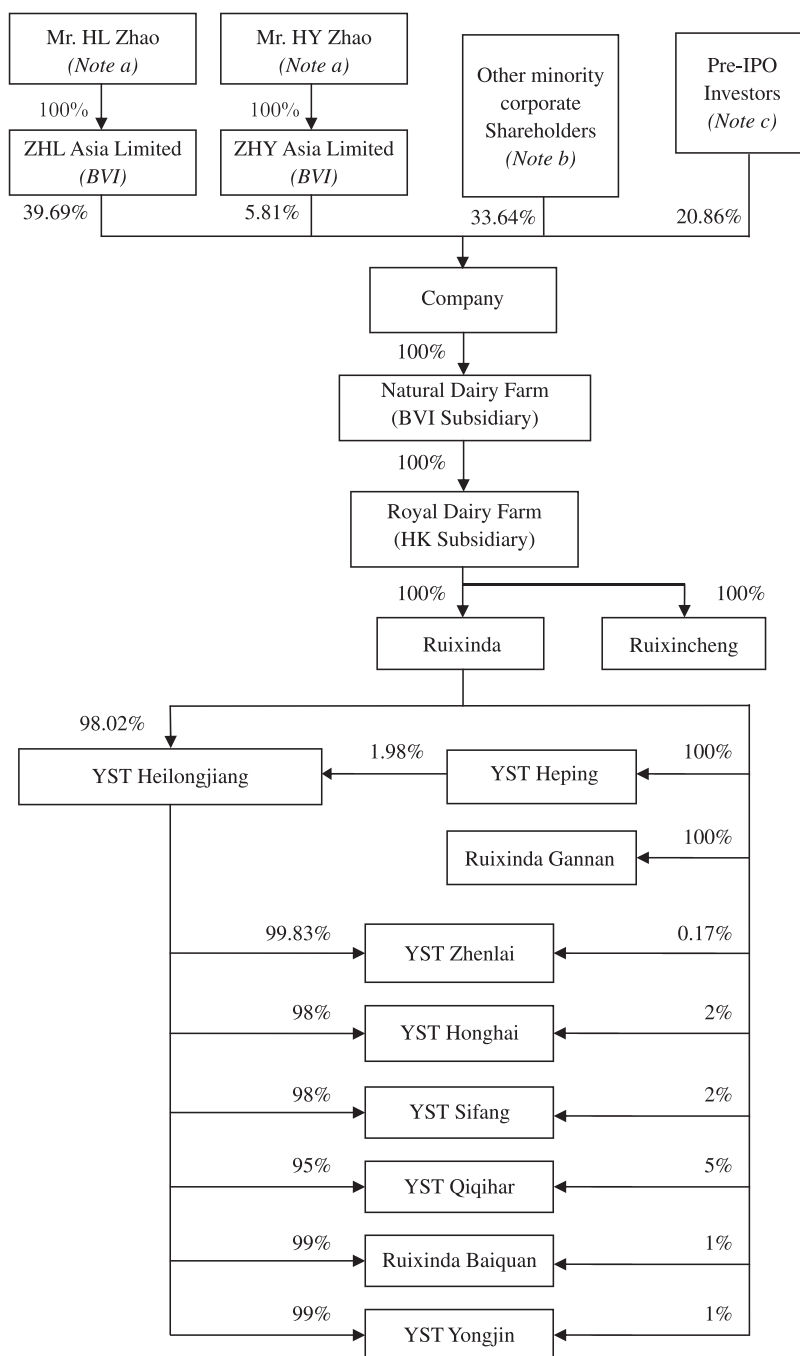 Mr. HL Zhao
(Note a)
Mr. HY Zhao
(Note a)
Other minority
corporate
Shareholders
(Note b)
Pre-IPO
Investors
(Note c)
100%
100%
ZHL Asia Limited
(BVI)
ZHY Asia Limited
(BVI)
39.69%
5.81%
33.64%
20.86%
Company
100%
Natural Dairy Farm
(BVI Subsidiary)
100%
Royal Dairy Farm
(HK Subsidiary)
100%
100%
Ruixinda
Ruixincheng
98.02%
YST Heilongjiang
1.98%
YST Heping
100%
Ruixinda Gannan
100%
99.83%
YST Zhenlai
0.17%
98%
YST Honghai
2%
98%
YST Sifang
2%
95%
YST Qiqihar
5%
99%
Ruixinda Baiquan
1%
99%
YST Yongjin
1%